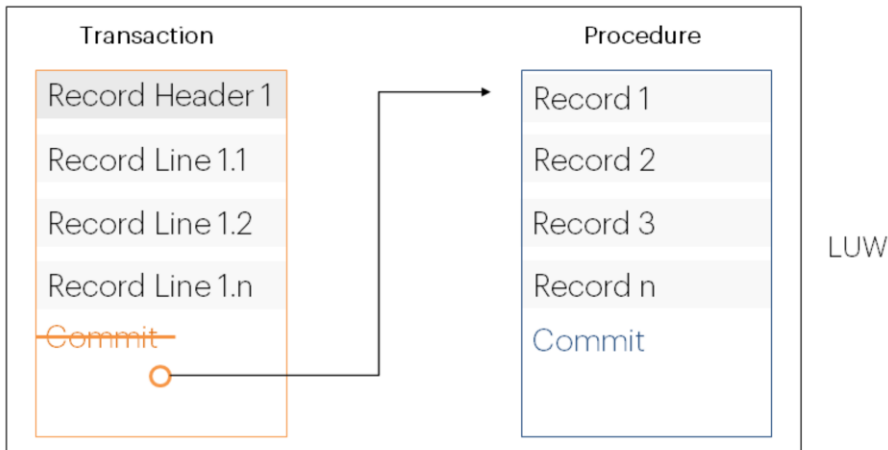 Transaction
Record Header 1
Record Line 1.1
Record Line 1.2
Record Line 1.n
Commit
Procedure
Record 1
Record 2
Record 3
Record n
Commit
LUW